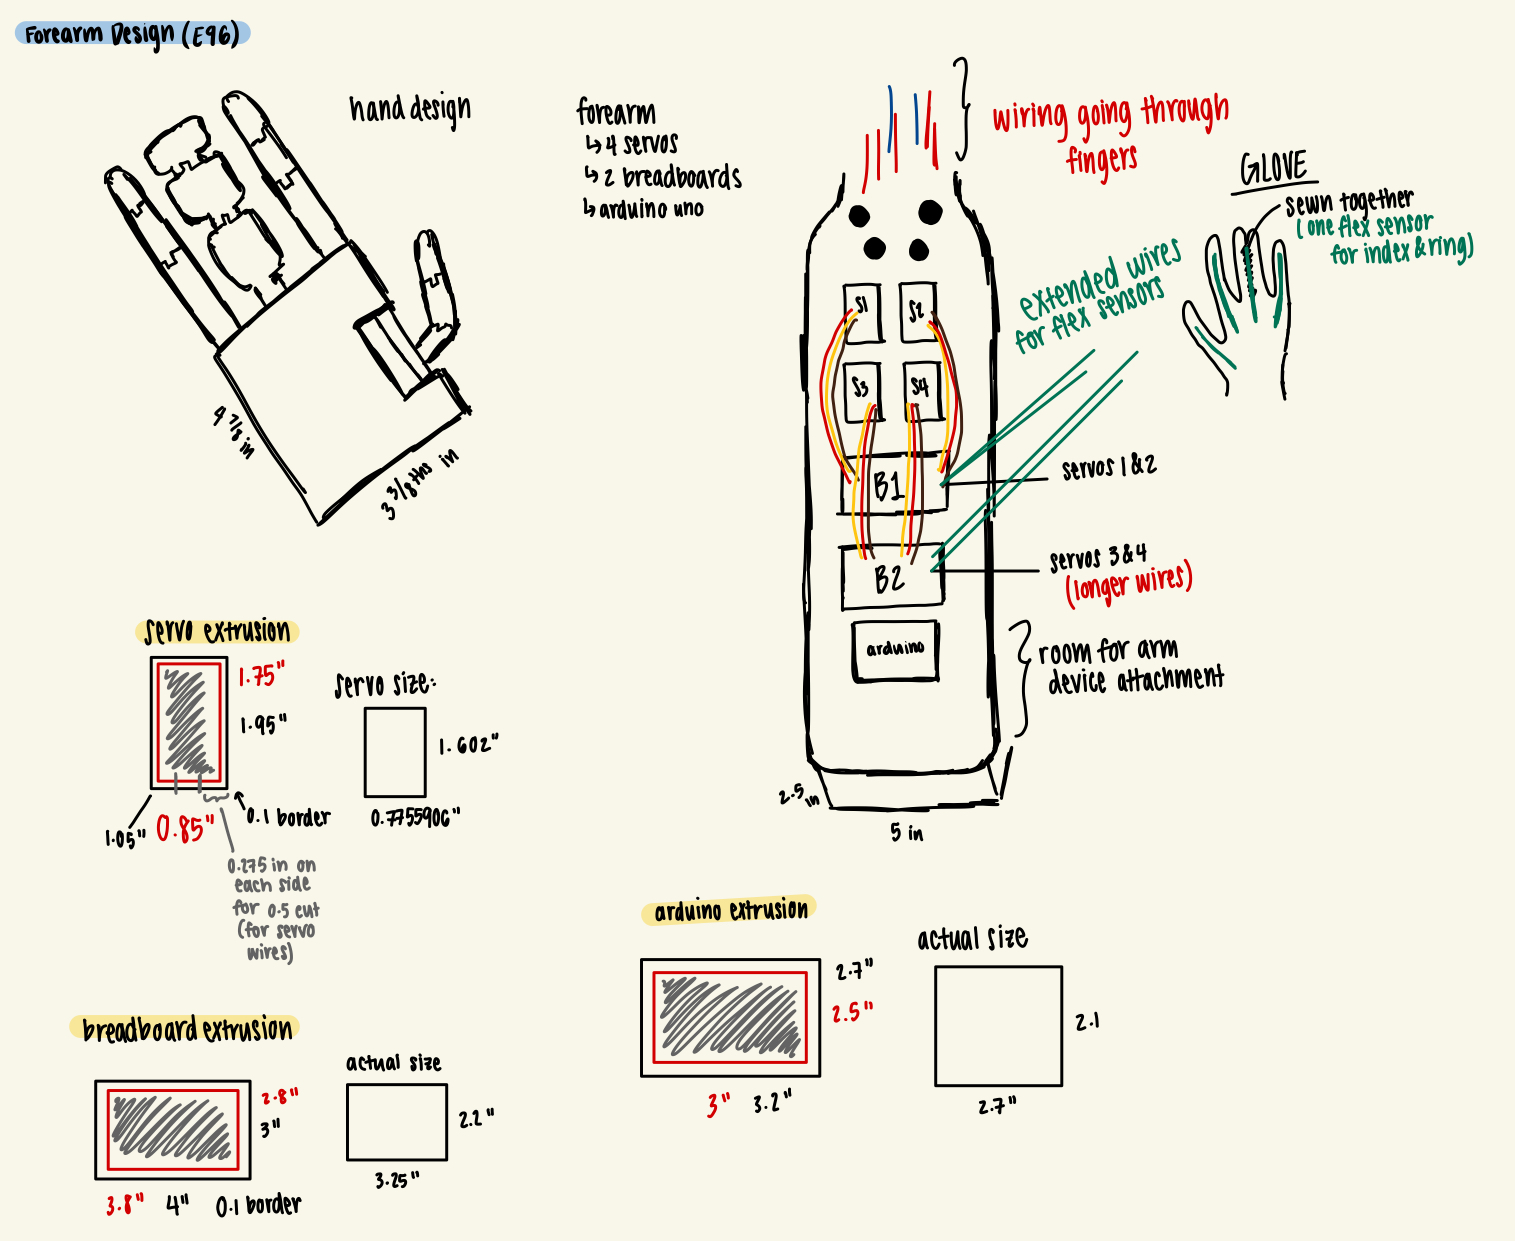 Forearm Design (E96)
hand design
4 7/8 in
3 3/8ths in
forearm
↳ 4 servos
↳ 2 breadboards
↳ arduino uno
wiring going through
fingers
GLOVE
sewn together
(one flex sensor
for index & ring)
extended wires
for flex sensors
S1
S2
S3
S4
B1
servos 1 & 2
B2
servos 3 & 4
(longer wires)
arduino
room for arm
device attachment
2.5 in
5 in
servo extrusion
1.75"
1.95"
1.05"
0.85"
0.1 border
0.275 in on
each side
for 0.5 cut
(for servo
wires)
servo size:
1.602"
0.7755906"
arduino extrusion
2.7"
2.5"
3"
3.2"
actual size
2.1
2.7"
breadboard extrusion
2.8"
3"
3.8"
4"
0.1 border
actual size
2.2"
3.25"